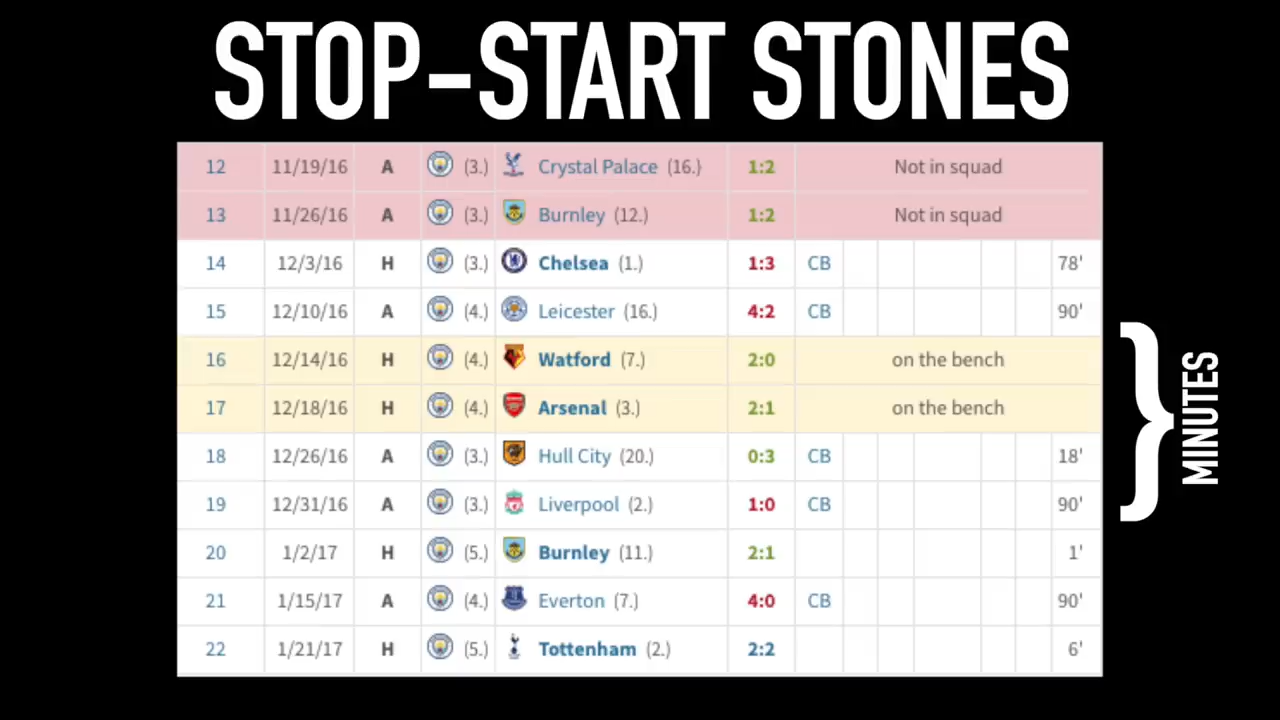 STOP-START STONES
12 11/19/16 A (3.) Crystal Palace (16.) 1:2 Not in squad
13 11/26/16 A (3.) Burnley (12.) 1:2 Not in squad
14 12/3/16 H (3.) Chelsea (1.) 1:3 CB 78'
15 12/10/16 A (4.) Leicester (16.) 4:2 CB 90'
16 12/14/16 H (4.) Watford (7.) 2:0 on the bench
17 12/18/16 H (4.) Arsenal (3.) 2:1 on the bench
18 12/26/16 A (3.) Hull City (20.) 0:3 CB 18'
19 12/31/16 A (3.) Liverpool (2.) 1:0 CB 90'
20 1/2/17 H (5.) Burnley (11.) 2:1 1'
21 1/15/17 A (4.) Everton (7.) 4:0 CB 90'
22 1/21/17 H (5.) Tottenham (2.) 2:2 6'
MINUTES